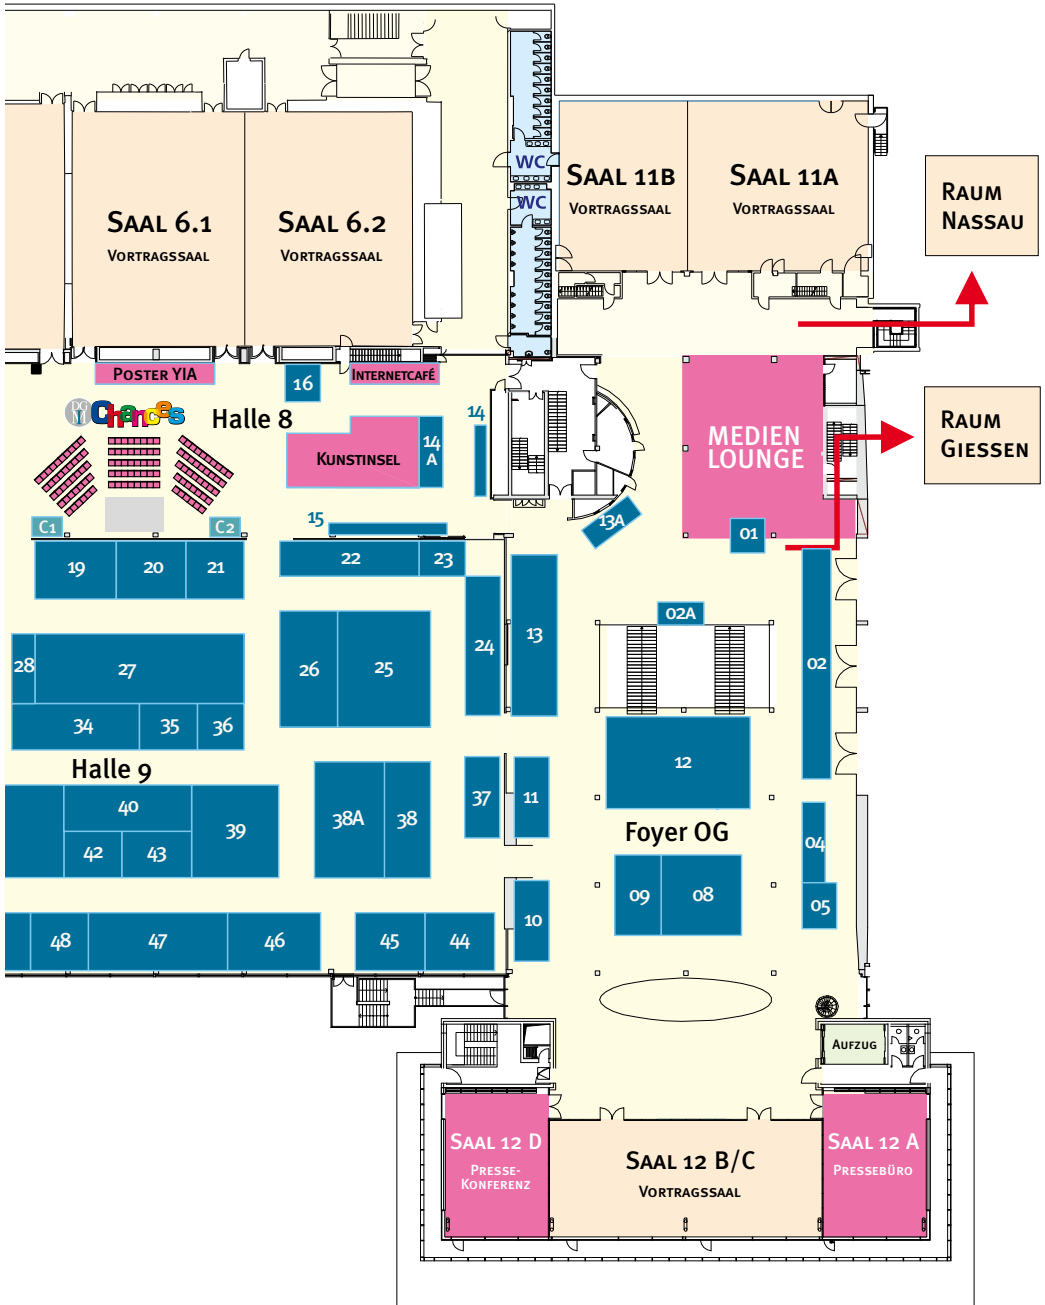 WC
WC
SAAL 11B
VORTRAGSSAAL
SAAL 11A
VORTRAGSSAAL
RAUM
NASSAU
SAAL 6.1
VORTRAGSSAAL
SAAL 6.2
VORTRAGSSAAL
POSTER YIA
16
INTERNETCAFÉ
Changes
Halle 8
14
14
A
KUNSTINSEL
MEDIEN
LOUNGE
RAUM
GIESSEN
C1
C2
15
13A
01
19
20
21
22
23
24
13
02A
02
28
27
26
25
34
35
36
12
Halle 9
40
42
43
39
38A
38
37
11
Foyer OG
04
09
08
05
10
48
47
46
45
44
AUFZUG
SAAL 12 D
PRESSE-
KONFERENZ
SAAL 12 B/C
VORTRAGSSAAL
SAAL 12 A
PRESSEBÜRO